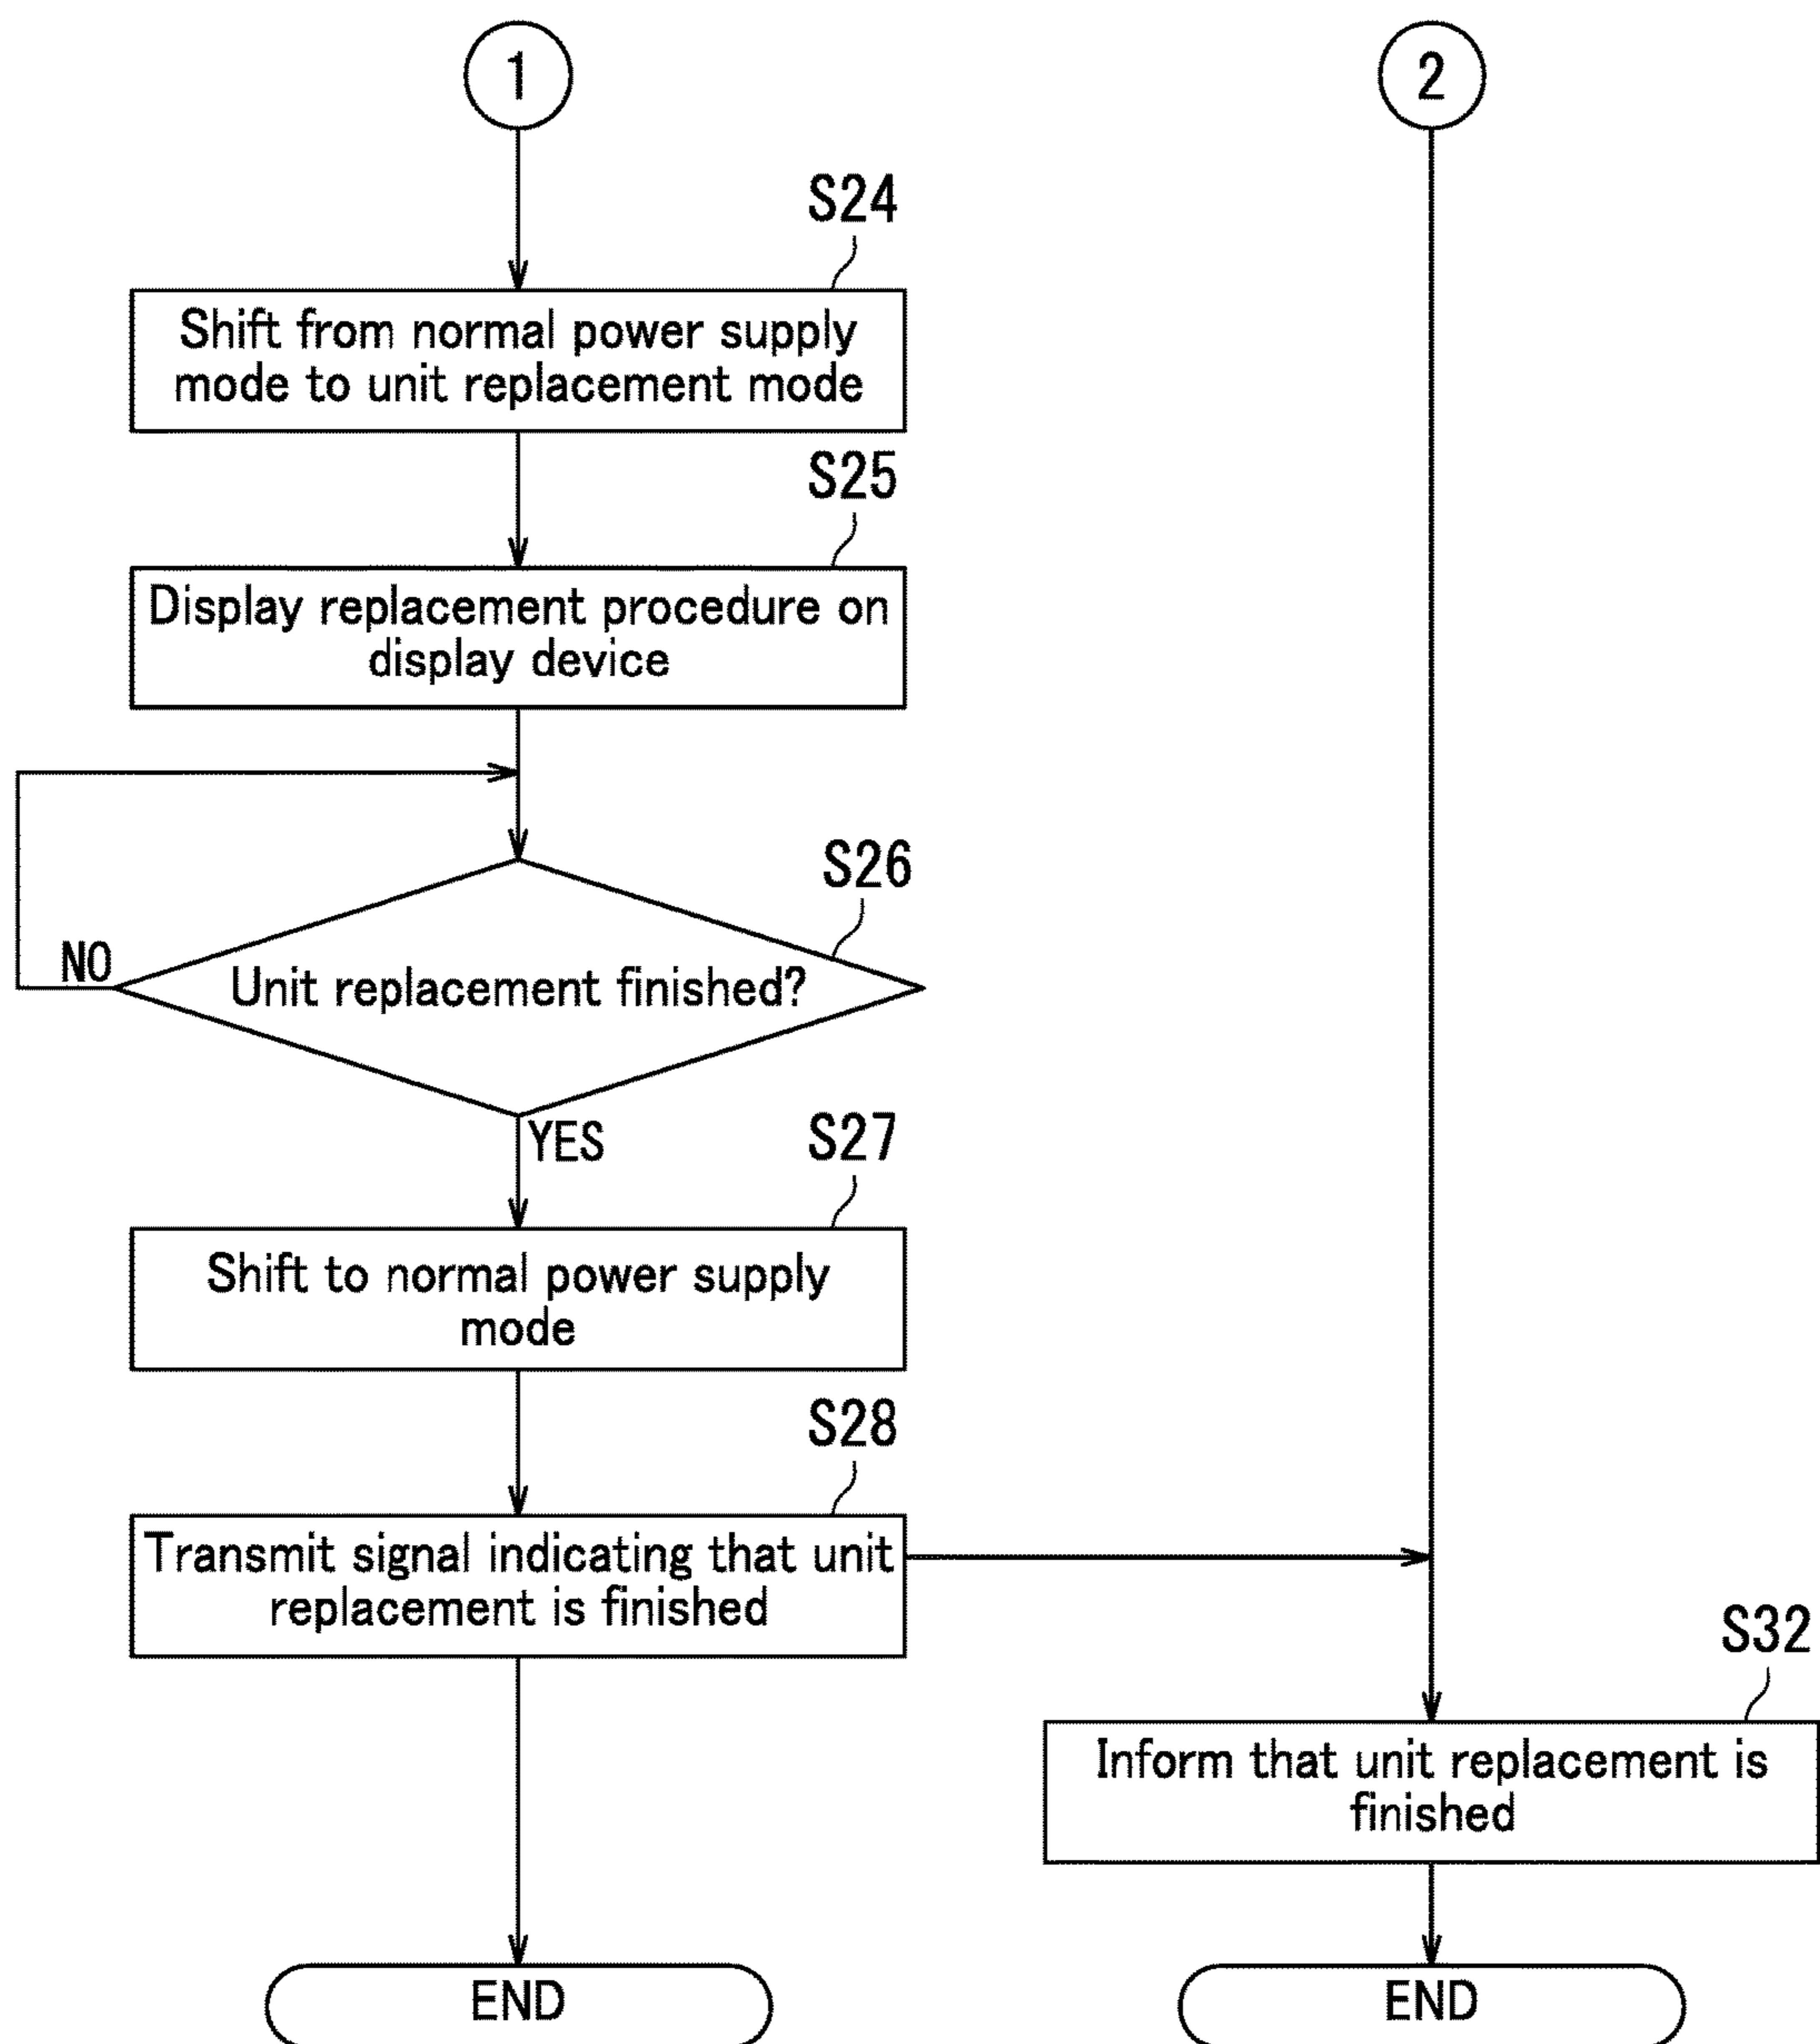 1
2
S24
Shift from normal power supply
mode to unit replacement mode
S25
Display replacement procedure on
display device
S26
NO
Unit replacement finished?
YES
S27
Shift to normal power supply
mode
S28
Transmit signal indicating that unit
replacement is finished
S32
Inform that unit replacement is
finished
END
END